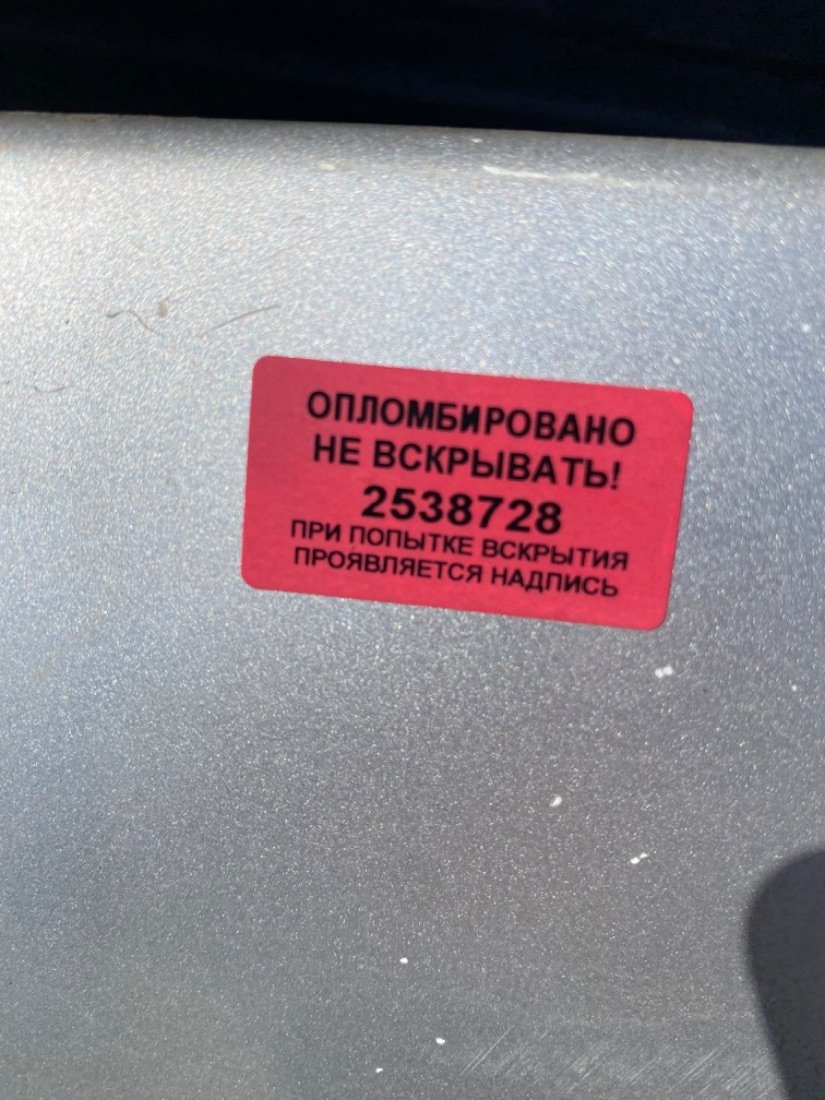 ОПЛОМБИРОВАНО
НЕ ВСКРЫВАТЬ!
2538728
ПРИ ПОПЫТКЕ ВСКРЫТИЯ
ПРОЯВЛЯЕТСЯ НАДПИСЬ